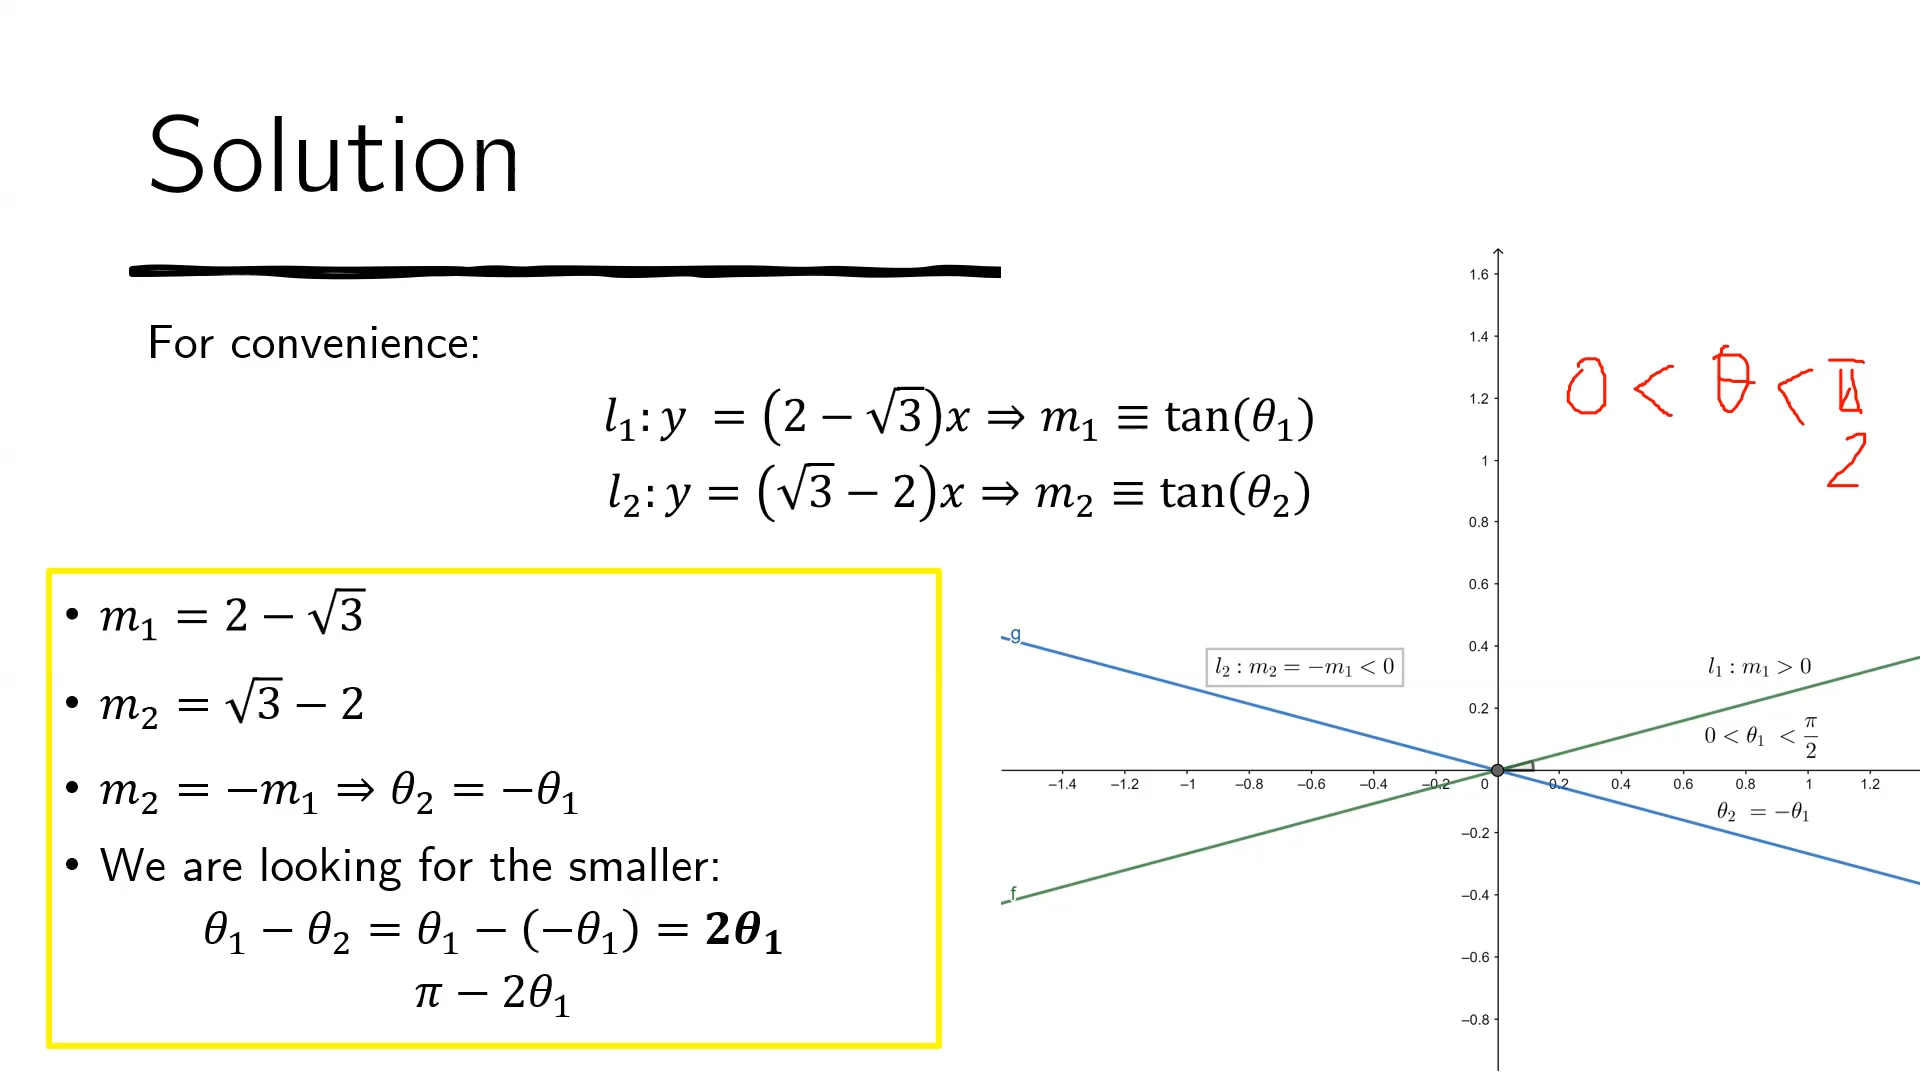 Solution
For convenience:
l₁: y = (2 − √3)x ⇒ m₁ ≡ tan(θ₁)
l₂: y = (√3 − 2)x ⇒ m₂ ≡ tan(θ₂)
• m₁ = 2 − √3
• m₂ = √3 − 2
• m₂ = −m₁ ⇒ θ₂ = −θ₁
• We are looking for the smaller:
θ₁ − θ₂ = θ₁ − (−θ₁) = 2θ₁
π − 2θ₁
0 < θ < π/2
1.6
1.4
1.2
1
0.8
0.6
0.4
0.2
g
l₂ : m₂ = −m₁ < 0
l₁ : m₁ > 0
0 < θ₁ < π/2
−1.4 −1.2 −1 −0.8 −0.6 −0.4 −0.2 0 0.2 0.4 0.6 0.8 1 1.2
θ₂ = −θ₁
f
−0.2
−0.4
−0.6
−0.8